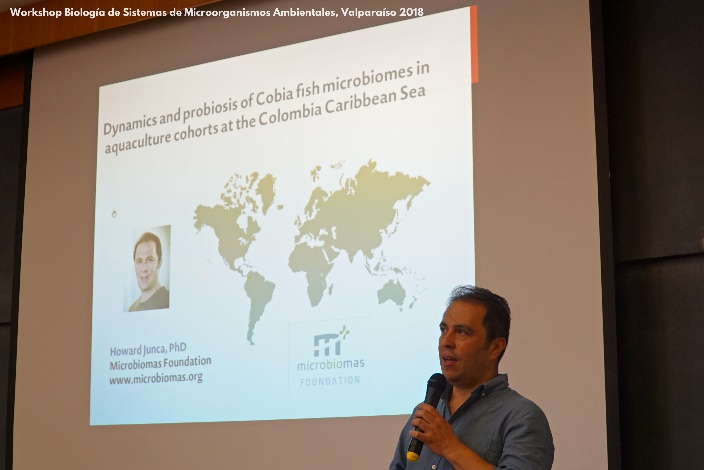 Workshop Biología de Sistemas de Microorganismos Ambientales, Valparaíso 2018
Dynamics and probiosis of Cobia fish microbiomes in
aquaculture cohorts at the Colombia Caribbean Sea
Howard Junca, PhD
Microbiomas Foundation
www.microbiomas.org
m
microbiomas
FOUNDATION